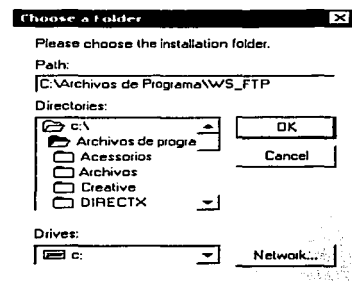 Choose a Folder
Please choose the installation folder.
Path:
C:\Archivos de Programa\WS_FTP
Directories:
c:\
Archivos de progra
Acessorios
Archivos
Creative
DIRECTX
OK
Cancel
Drives:
c:
Network...